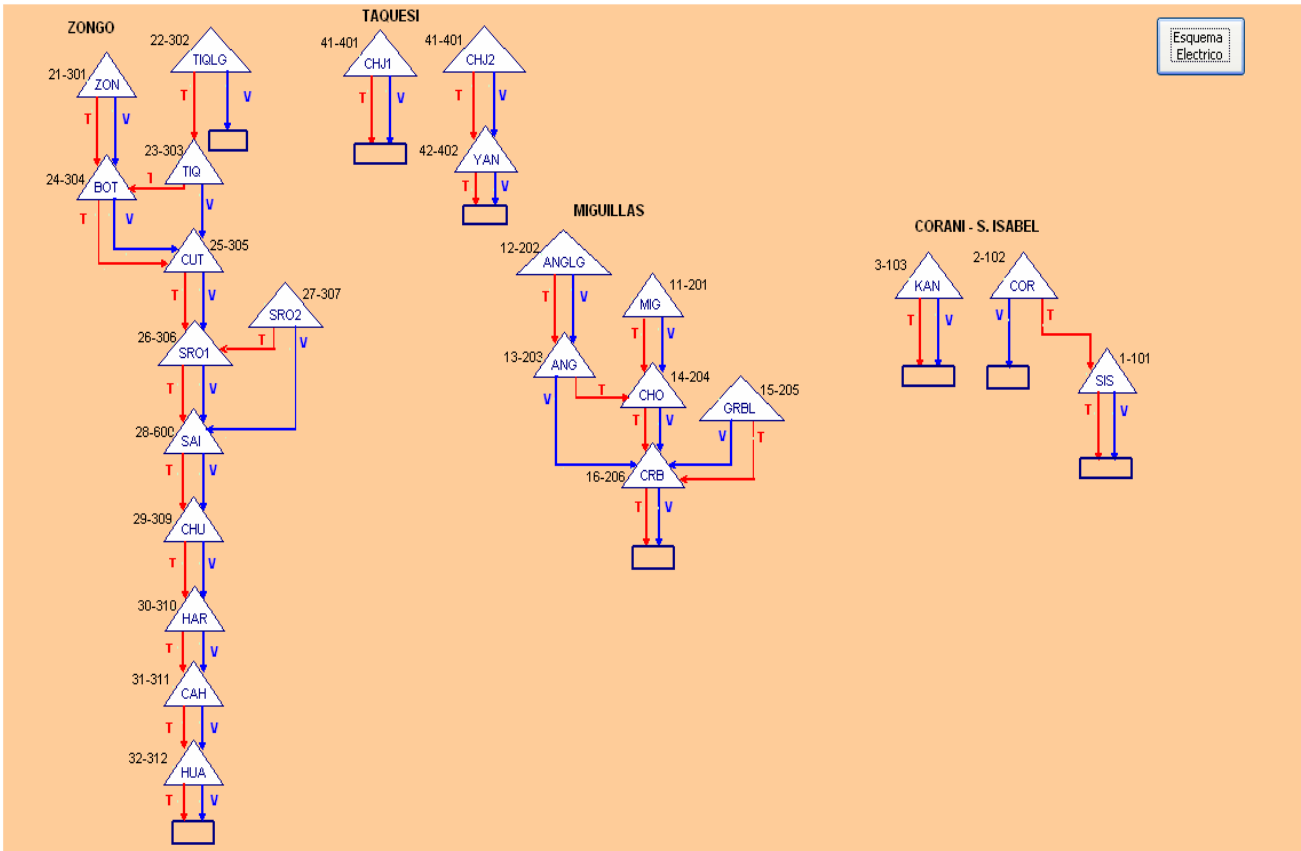 ZONGO
22-302
TIQLG
21-301
ZON
T
V
T
V
23-303
TIQ
24-304
BOT
T
T
V
V
25-305
CUT
T
V
27-307
SRO2
T
V
26-306
SRO1
T
V
28-600
SAI
T
V
29-309
CHU
T
V
30-310
HAR
T
V
31-311
CAH
T
V
32-312
HUA
T
V
TAQUESI
41-401
CHJ1
T
V
41-401
CHJ2
T
V
42-402
YAN
T
V
MIGUILLAS
12-202
ANGLG
T
V
11-201
MIG
T
V
13-203
ANG
V
T
14-204
CHO
T
V
15-205
GRBL
V
T
16-206
CRB
T
V
CORANI - S. ISABEL
3-103
KAN
T
V
2-102
COR
V
T
1-101
SIS
T
V
Esquema
Electrico